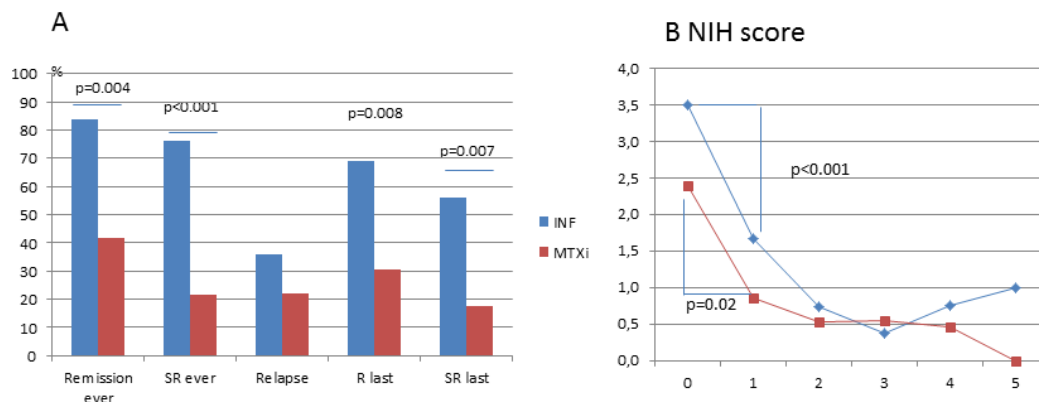 A
B NIH score
%
100
90
80
70
60
50
40
30
20
10
0
p=0.004
p<0.001
p=0.008
p=0.007
Remission
ever
SR ever
Relapse
R last
SR last
INF
MTXi
4,0
3,5
3,0
2,5
2,0
1,5
1,0
0,5
0,0
p<0.001
p=0.02
0
1
2
3
4
5